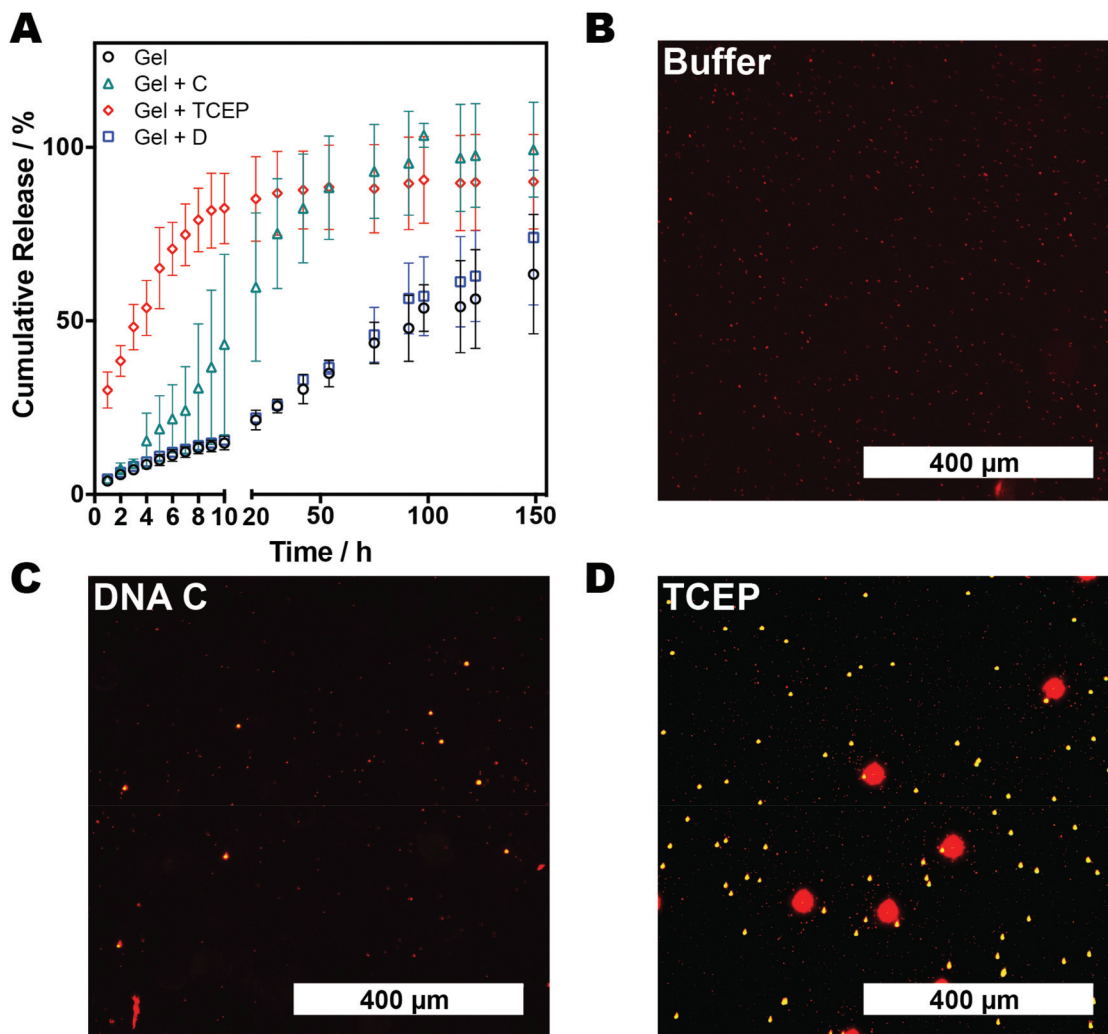 A
Gel
Gel + C
Gel + TCEP
Gel + D
Cumulative Release / %
100
50
0
0 2 4 6 8 10 20 50 100 150
Time / h
B
Buffer
400 µm
C
DNA C
400 µm
D
TCEP
400 µm